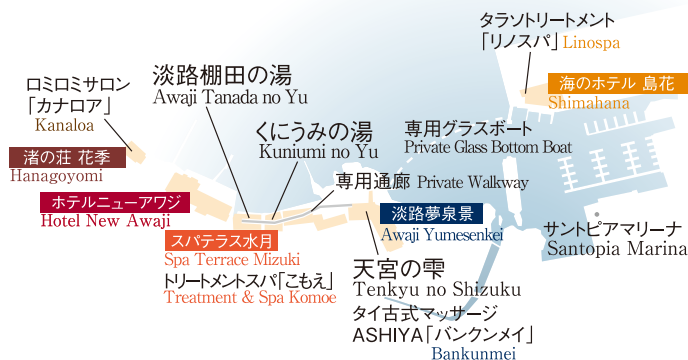 タラソトリートメント
「リノスパ」Linospa
海のホテル 島花
Shimahana
ロミロミサロン
「カナロア」
Kanaloa
淡路棚田の湯
Awaji Tanada no Yu
くにうみの湯
Kuniumi no Yu
専用グラスボート
Private Glass Bottom Boat
渚の荘 花季
Hanagoyomi
専用通廊 Private Walkway
ホテルニューアワジ
Hotel New Awaji
淡路夢泉景
Awaji Yumesenkei
サントピアマリーナ
Santopia Marina
スパテラス水月
Spa Terrace Mizuki
トリートメントスパ「こもえ」
Treatment & Spa Komoe
天宮の雫
Tenkyu no Shizuku
タイ古式マッサージ
ASHIYA「バンクンメイ」
Bankunmei